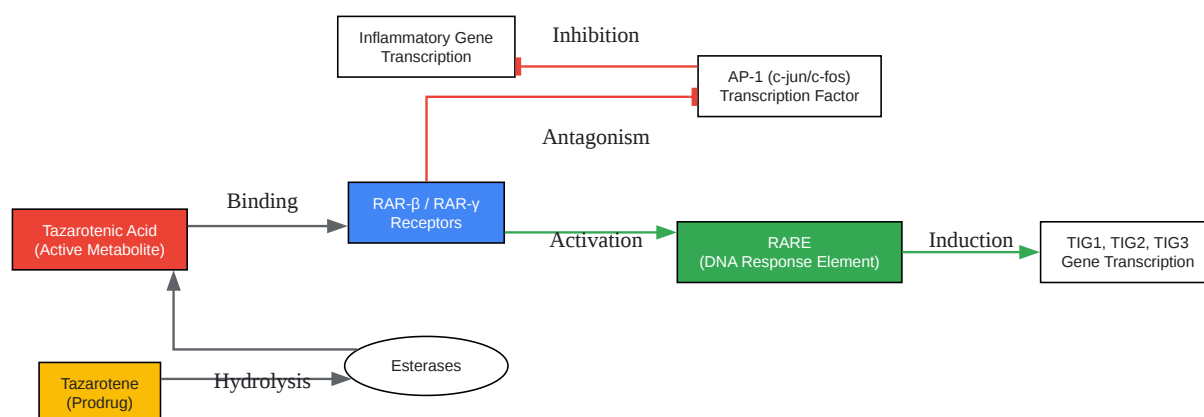 Inflammatory Gene
Transcription
Inhibition
AP-1 (c-jun/c-fos)
Transcription Factor
Antagonism
Binding
RAR-β / RAR-γ
Receptors
Tazarotenic Acid
(Active Metabolite)
Activation
RARE
(DNA Response Element)
Induction
TIG1, TIG2, TIG3
Gene Transcription
Esterases
Hydrolysis
Tazarotene
(Prodrug)